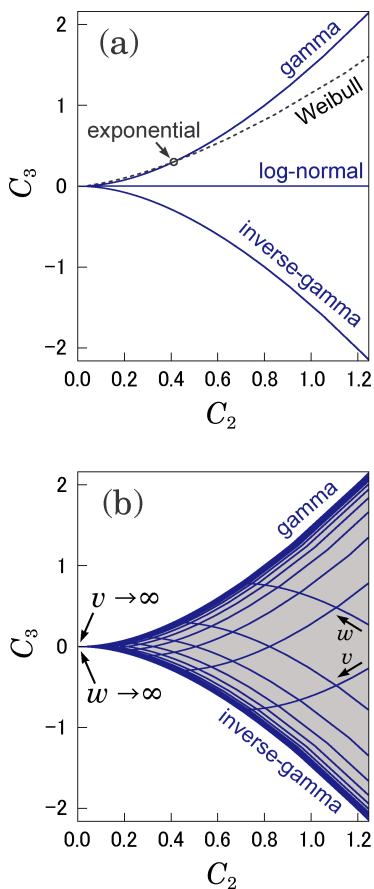 (a)
2
1
0
−1
−2
C₃
gamma
Weibull
exponential
log-normal
inverse-gamma
0.0 0.2 0.4 0.6 0.8 1.0 1.2
C₂
(b)
2
1
0
−1
−2
C₃
gamma
v →∞
w →∞
w
v
inverse-gamma
0.0 0.2 0.4 0.6 0.8 1.0 1.2
C₂